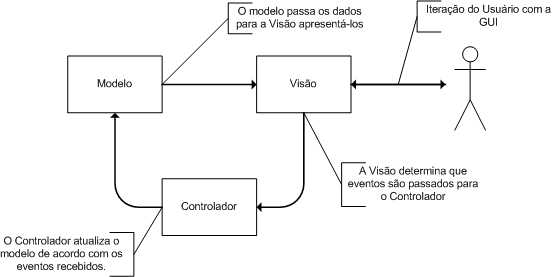 O modelo passa os dados
para a Visão apresentá-los
Iteração do Usuário com a
GUI
Modelo
Visão
A Visão determina que
eventos são passados para
o Controlador
Controlador
O Controlador atualiza o
modelo de acordo com os
eventos recebidos.